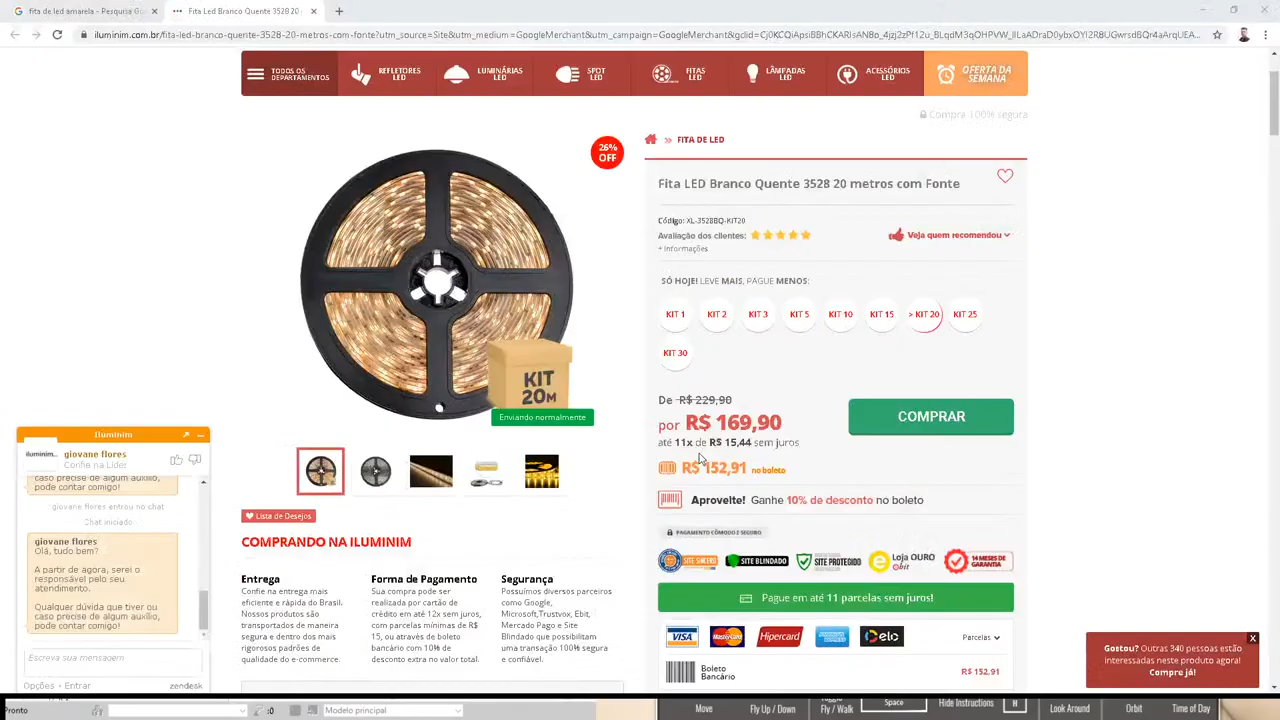 fita de led amarela - Pesquisa G
Fita Led Branco Quente 3528 20
iluminim.com.br/fita-led-branco-quente-3528-20-metros-com-fonte?utm_source=Site&utm_medium=GoogleMerchant&utm_campaign=GoogleMerchant
TODOS OS DEPARTAMENTOS
REFLETORES LED
LUMINÁRIAS LED
SPOT LED
FITAS LED
LÂMPADAS LED
ACESSÓRIOS LED
OFERTA DA SEMANA
Compre 100% segura
26% OFF
FITA DE LED
Fita LED Branco Quente 3528 20 metros com Fonte
Código: XL-3528BQ-KIT20
Avaliação dos clientes:
Veja quem recomendou
+ Informações
SÓ HOJE! LEVE MAIS, PAGUE MENOS:
KIT 1 KIT 2 KIT 3 KIT 5 KIT 10 KIT 15 > KIT 20 KIT 25
KIT 30
KIT 20M
Enviando normalmente
De R$ 229,90
por R$ 169,90
até 11x de R$ 15,44 sem juros
COMPRAR
R$ 152,91 no boleto
Aproveite! Ganhe 10% de desconto no boleto
PAGAMENTO CÔMODO E SEGURO
SITE SINCERO
SITE BLINDADO
SITE PROTEGIDO
Loja OURO ebit
14 MESES DE GARANTIA
Pague em até 11 parcelas sem juros!
VISA MasterCard Hipercard elo
Parcelas
Boleto Bancário
R$ 152,91
Lista de Desejos
COMPRANDO NA ILUMINIM
Entrega
Confie na entrega mais
eficiente e rápida do Brasil.
Nossos produtos são
transportados de maneira
segura e dentro dos mais
rigorosos padrões de
qualidade do e-commerce.
Forma de Pagamento
Sua compra pode ser
realizada por cartão de
crédito em até 12x sem juros,
com parcelas mínimas de R$
15, ou através de boleto
bancário com 10% de
desconto extra no valor total.
Segurança
Possuímos diversos parceiros
como Google,
Microsoft,Trustvox, Ebit,
Mercado Pago e Site
Blindado que possibilitam
uma transação 100% segura
e confiável.
Iluminim
iluminim...
giovane flores
Confie na Líder
caso precise de algum auxílio,
pode contar comigo!
giovane flores entrou no chat
Chat iniciado
giovane flores
Olá, tudo bem?
A partir de agora, serei o
responsável pelo seu
atendimento.
Qualquer dúvida que tiver ou
caso precise de algum auxílio,
pode contar comigo!
Escreva sua mensagem
Opções • Entrar
zendesk
Gostou? Outras 340 pessoas estão
interessadas neste produto agora!
Compre já!
X
Pronto
Modelo principal
Move
Fly Up / Down
Fly / Walk
Space
Hide Instructions
H
Look Around
Orbit
Time of Day